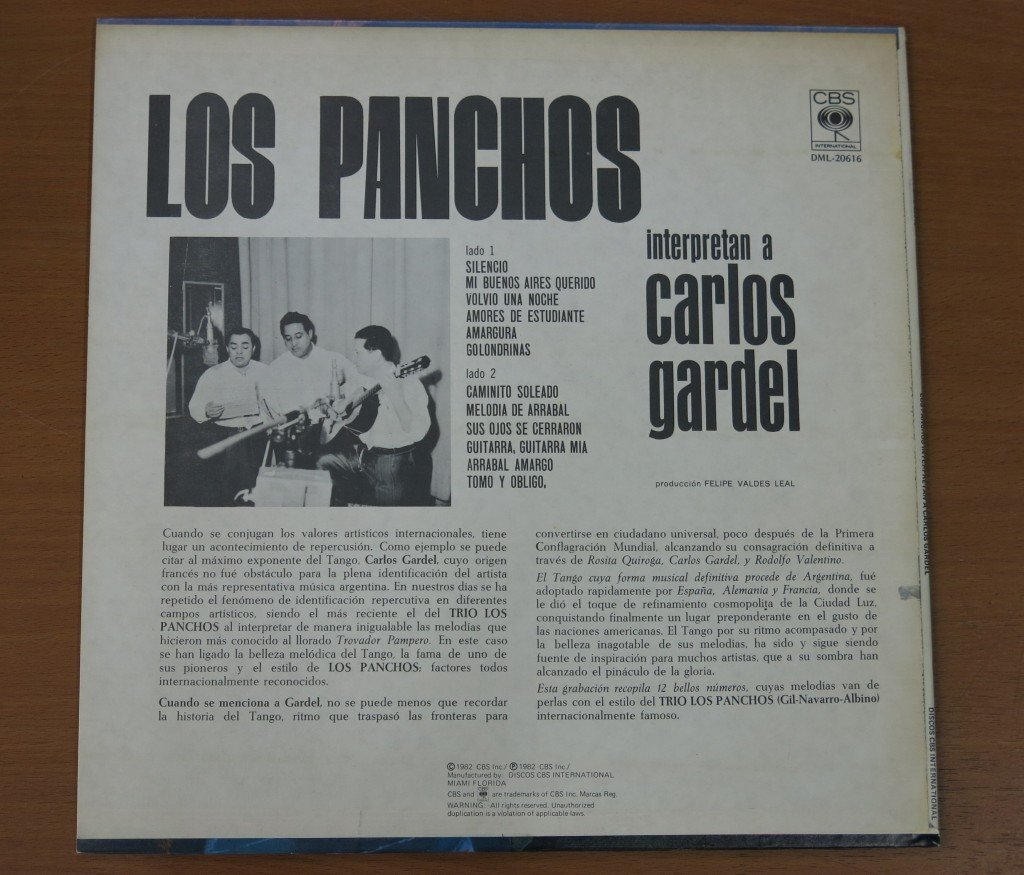 LOS PANCHOS
CBS
INTERNATIONAL
DML-20616
interpretan a
carlos
gardel
lado 1
SILENCIO
MI BUENOS AIRES QUERIDO
VOLVIO UNA NOCHE
AMORES DE ESTUDIANTE
AMARGURA
GOLONDRINAS
lado 2
CAMINITO SOLEADO
MELODIA DE ARRABAL
SUS OJOS SE CERRARON
GUITARRA, GUITARRA MIA
ARRABAL AMARGO
TOMO Y OBLIGO,
producción FELIPE VALDES LEAL
Cuando se conjugan los valores artísticos internacionales, tiene
lugar un acontecimiento de repercusión. Como ejemplo se puede
citar al máximo exponente del Tango, Carlos Gardel, cuyo origen
francés no fué obstáculo para la plena identificación del artista
con la más representativa música argentina. En nuestros días se ha
repetido el fenómeno de identificación repercutiva en diferentes
campos artísticos, siendo el más reciente el del TRIO LOS
PANCHOS al interpretar de manera inigualable las melodías que
hicieron más conocido al llorado Trovador Pampero. En este caso
se han ligado la belleza melódica del Tango, la fama de uno de
sus pioneros y el estilo de LOS PANCHOS; factores todos
internacionalmente reconocidos.
Cuando se menciona a Gardel, no se puede menos que recordar
la historia del Tango, ritmo que traspasó las fronteras para
convertirse en ciudadano universal, poco después de la Primera
Conflagración Mundial, alcanzando su consagración definitiva a
través de Rosita Quiroga, Carlos Gardel, y Rodolfo Valentino.
El Tango cuya forma musical definitiva procede de Argentina, fué
adoptado rapidamente por España, Alemania y Francia, donde se
le dió el toque de refinamiento cosmopolita de la Ciudad Luz,
conquistando finalmente un lugar preponderante en el gusto de
las naciones americanas. El Tango por su ritmo acompasado y por
la belleza inagotable de sus melodías, ha sido y sigue siendo
fuente de inspiración para muchos artistas, que a su sombra han
alcanzado el pináculo de la gloria.
Esta grabación recopila 12 bellos números, cuyas melodías van de
perlas con el estilo del TRIO LOS PANCHOS (Gil-Navarro-Albino)
internacionalmente famoso.
©1982 CBS Inc./ ℗1982 CBS Inc./
Manufactured by: DISCOS CBS INTERNATIONAL
MIAMI FLORIDA
CBS and are trademarks of CBS Inc. Marcas Reg.
WARNING: All rights reserved. Unauthorized
duplication is a violation of applicable laws.
DISCOS CBS INTERNATIONAL